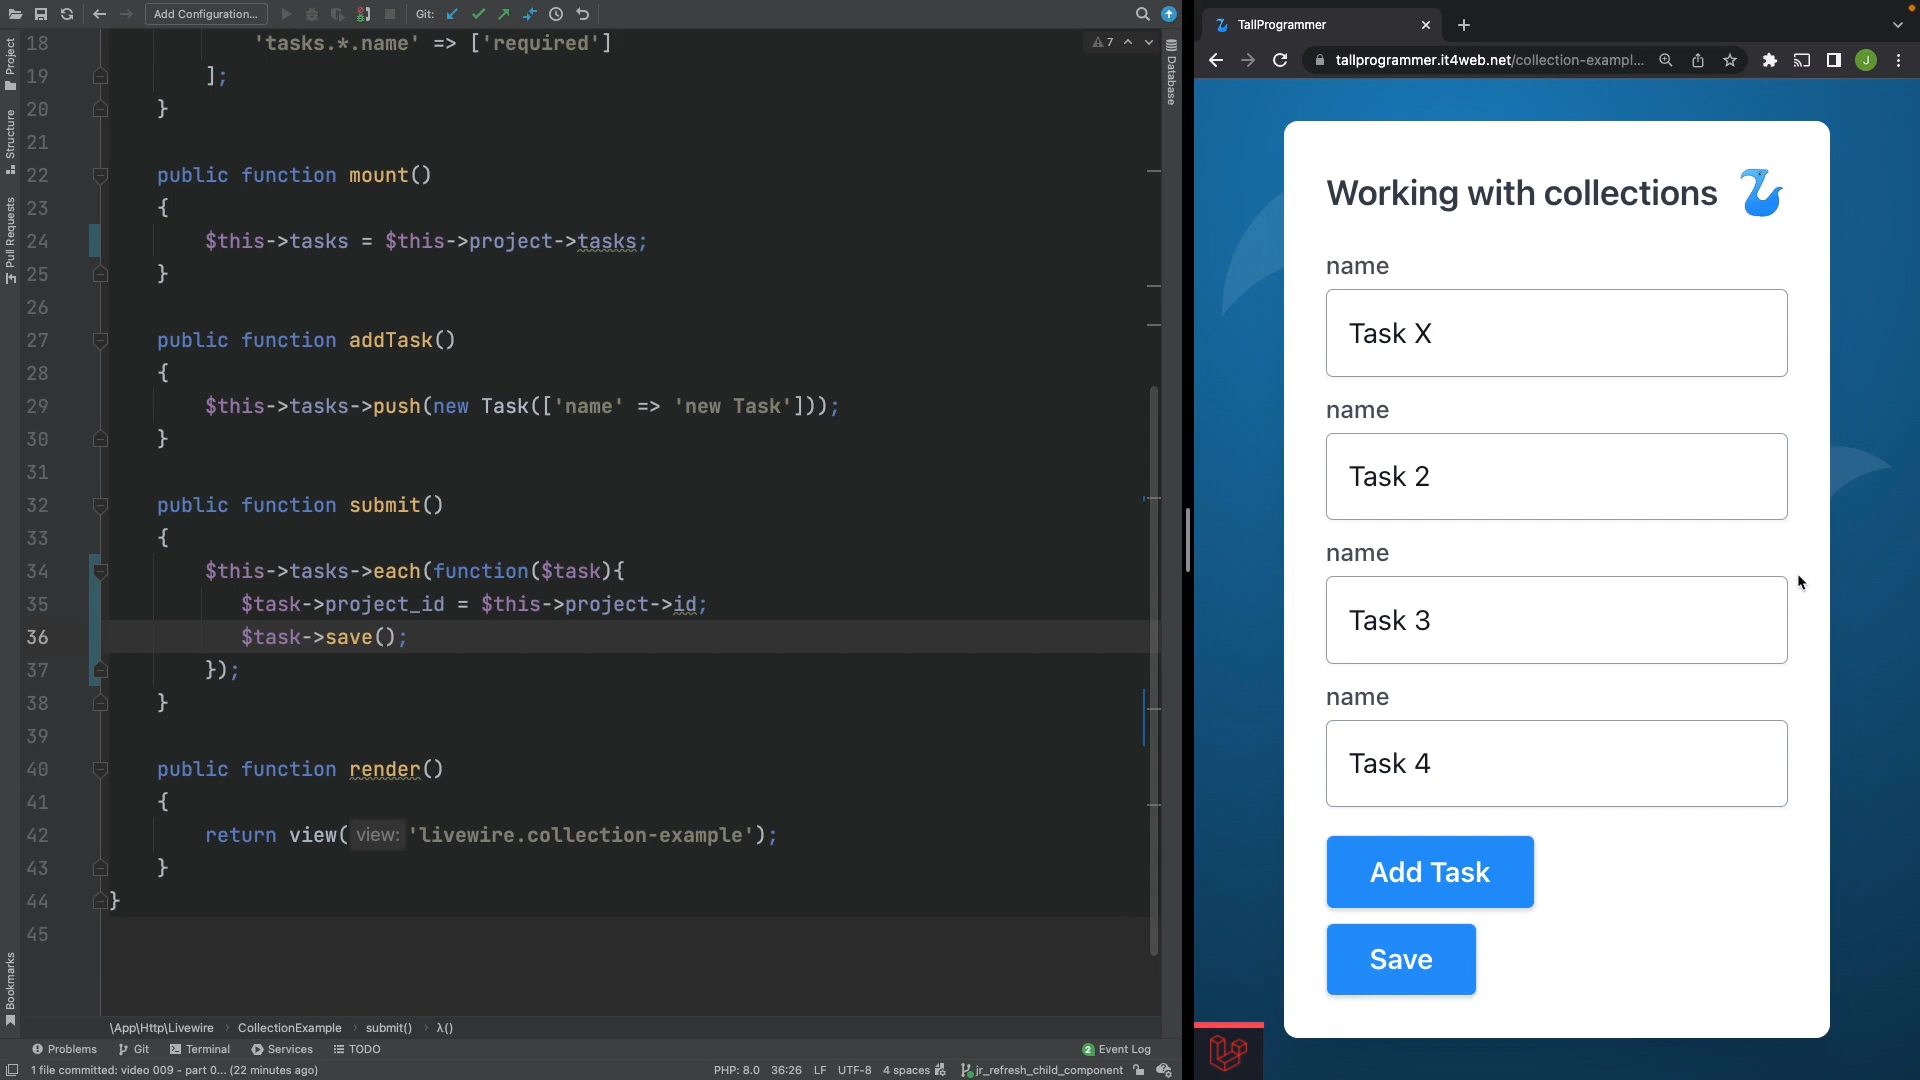 Add Configuration...
Git:
TallProgrammer
tallprogrammer.it4web.net/collection-exampl...
J
Project
Structure
Pull Requests
Bookmarks
Database
7
18 'tasks.*.name' => ['required']
19 ];
20 }
21
22 public function mount()
23 {
24 $this->tasks = $this->project->tasks;
25 }
26
27 public function addTask()
28 {
29 $this->tasks->push(new Task(['name' => 'new Task']));
30 }
31
32 public function submit()
33 {
34 $this->tasks->each(function($task){
35 $task->project_id = $this->project->id;
36 $task->save();
37 });
38 }
39
40 public function render()
41 {
42 return view( view: 'livewire.collection-example');
43 }
44 }
45
\App\Http\Livewire › CollectionExample › submit() › λ()
Problems Git Terminal Services TODO
2 Event Log
1 file committed: video 009 - part 0... (22 minutes ago)
PHP: 8.0 36:26 LF UTF-8 4 spaces jr_refresh_child_component
Working with collections
name
Task X
name
Task 2
name
Task 3
name
Task 4
Add Task
Save